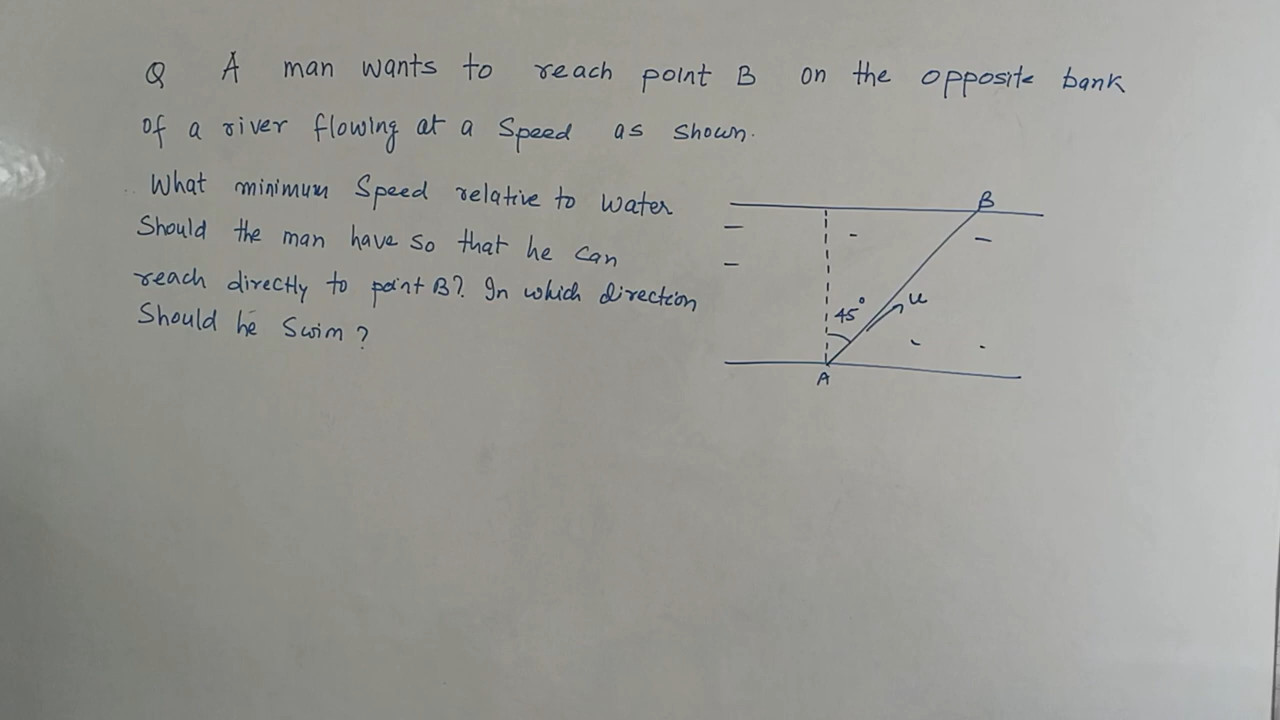 Q A man wants to reach point B on the opposite bank
of a river flowing at a speed as shown.
What minimum Speed relative to water
Should the man have so that he can
reach directly to point B? In which direction
Should he Swim?
B
45°
u
A